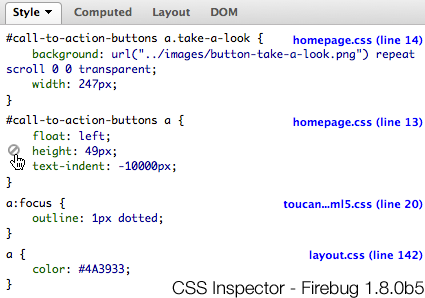 Style Computed Layout DOM
#call-to-action-buttons a.take-a-look { homepage.css (line 14)
background: url("../images/button-take-a-look.png") repeat
scroll 0 0 transparent;
width: 247px;
}
#call-to-action-buttons a { homepage.css (line 13)
float: left;
height: 49px;
text-indent: -10000px;
}
a:focus { toucan...ml5.css (line 20)
outline: 1px dotted;
}
a { layout.css (line 142)
color: #4A3933;
}
CSS Inspector - Firebug 1.8.0b5